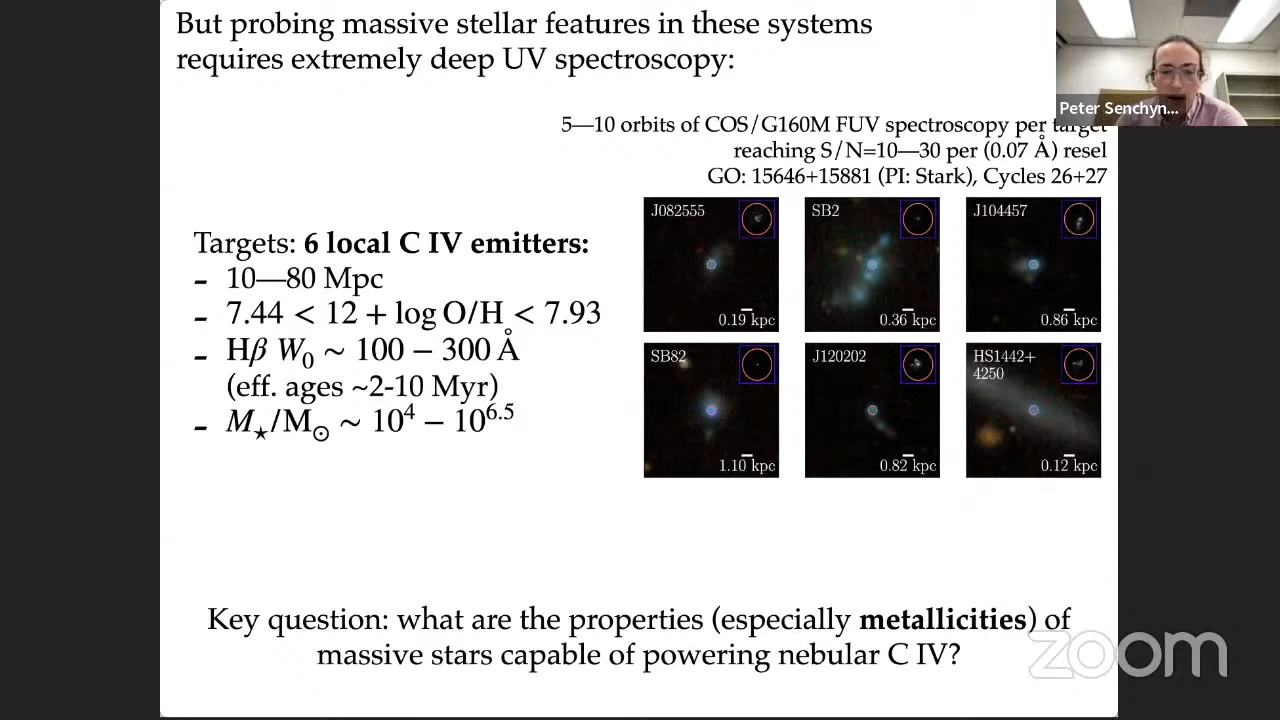 But probing massive stellar features in these systems
requires extremely deep UV spectroscopy:
Peter Senchyn...
5—10 orbits of COS/G160M FUV spectroscopy per target
reaching S/N=10—30 per (0.07 Å) resel
GO: 15646+15881 (PI: Stark), Cycles 26+27
Targets: 6 local C IV emitters:
- 10—80 Mpc
- 7.44 < 12 + log O/H < 7.93
- Hβ W₀ ~ 100 − 300 Å
(eff. ages ~2-10 Myr)
- M⋆/M⊙ ~ 10⁴ − 10⁶·⁵
J082555
0.19 kpc
SB2
0.36 kpc
J104457
0.86 kpc
SB82
1.10 kpc
J120202
0.82 kpc
HS1442+
4250
0.12 kpc
Key question: what are the properties (especially metallicities) of
massive stars capable of powering nebular C IV?
zoom